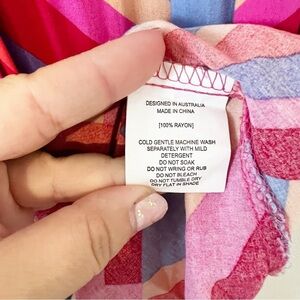 DESIGNED IN AUSTRALIA
MADE IN CHINA
[100% RAYON]
COLD GENTLE MACHINE WASH
SEPARATELY WITH MILD
DETERGENT
DO NOT SOAK
DO NOT WRING OR RUB
DO NOT BLEACH
DO NOT TUMBLE DRY
DRY FLAT IN SHADE